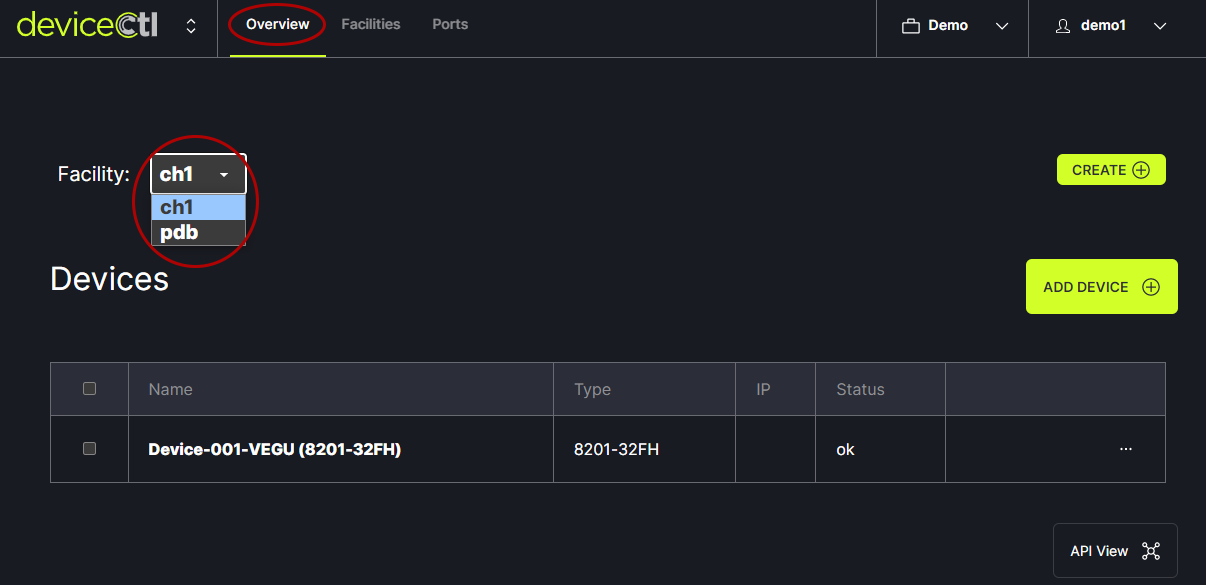 devicectl Overview Facilities Ports Demo demo1
Facility: ch1 CREATE
ch1
pdb
Devices ADD DEVICE
Name Type IP Status
Device-001-VEGU (8201-32FH) 8201-32FH ok ...
API View